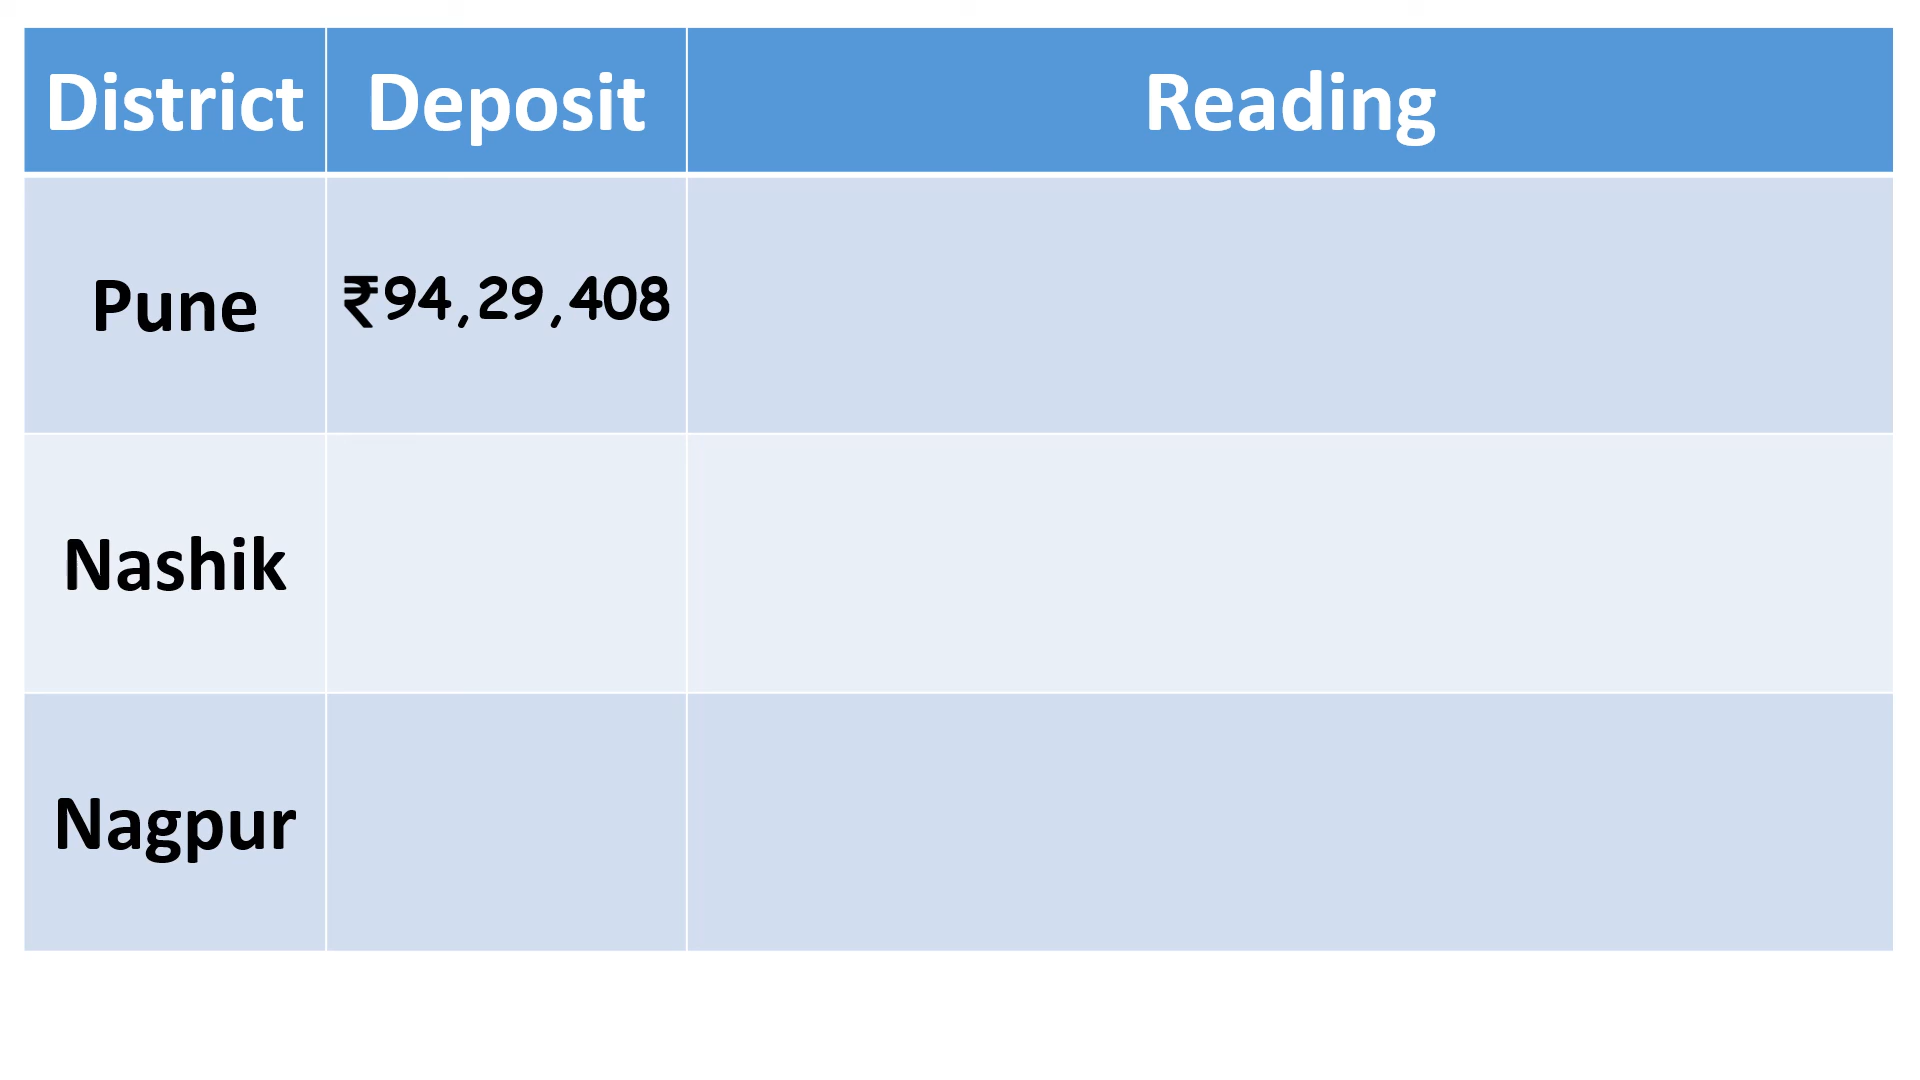 District Deposit Reading
Pune ₹94,29,408
Nashik
Nagpur